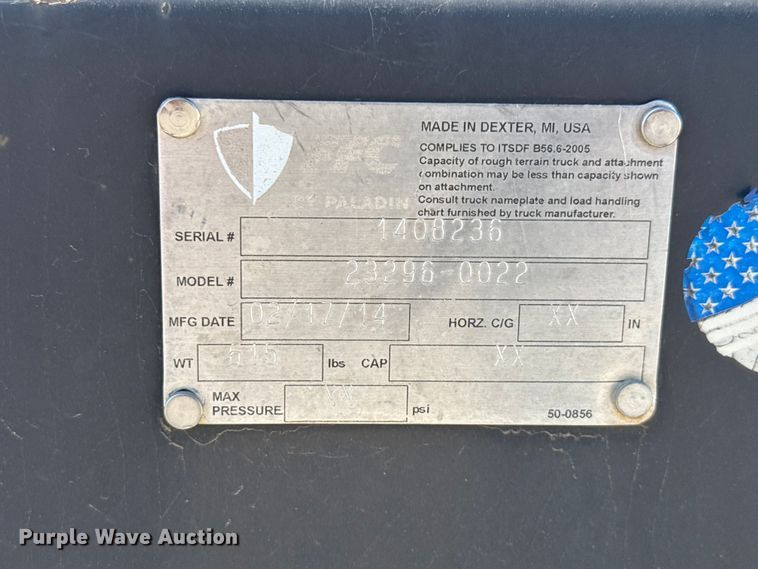 FFC
BY PALADIN
MADE IN DEXTER, MI, USA
COMPLIES TO ITSDF B56.6-2005
Capacity of rough terrain truck and attachment
combination may be less than capacity shown
on attachment.
Consult truck nameplate and load handling
chart furnished by truck manufacturer.
SERIAL # 1408236
MODEL # 23296-0022
MFG DATE 02/17/14 HORZ. C/G XX IN
WT 615 lbs CAP XX
MAX
PRESSURE XX psi
50-0856
Purple Wave Auction